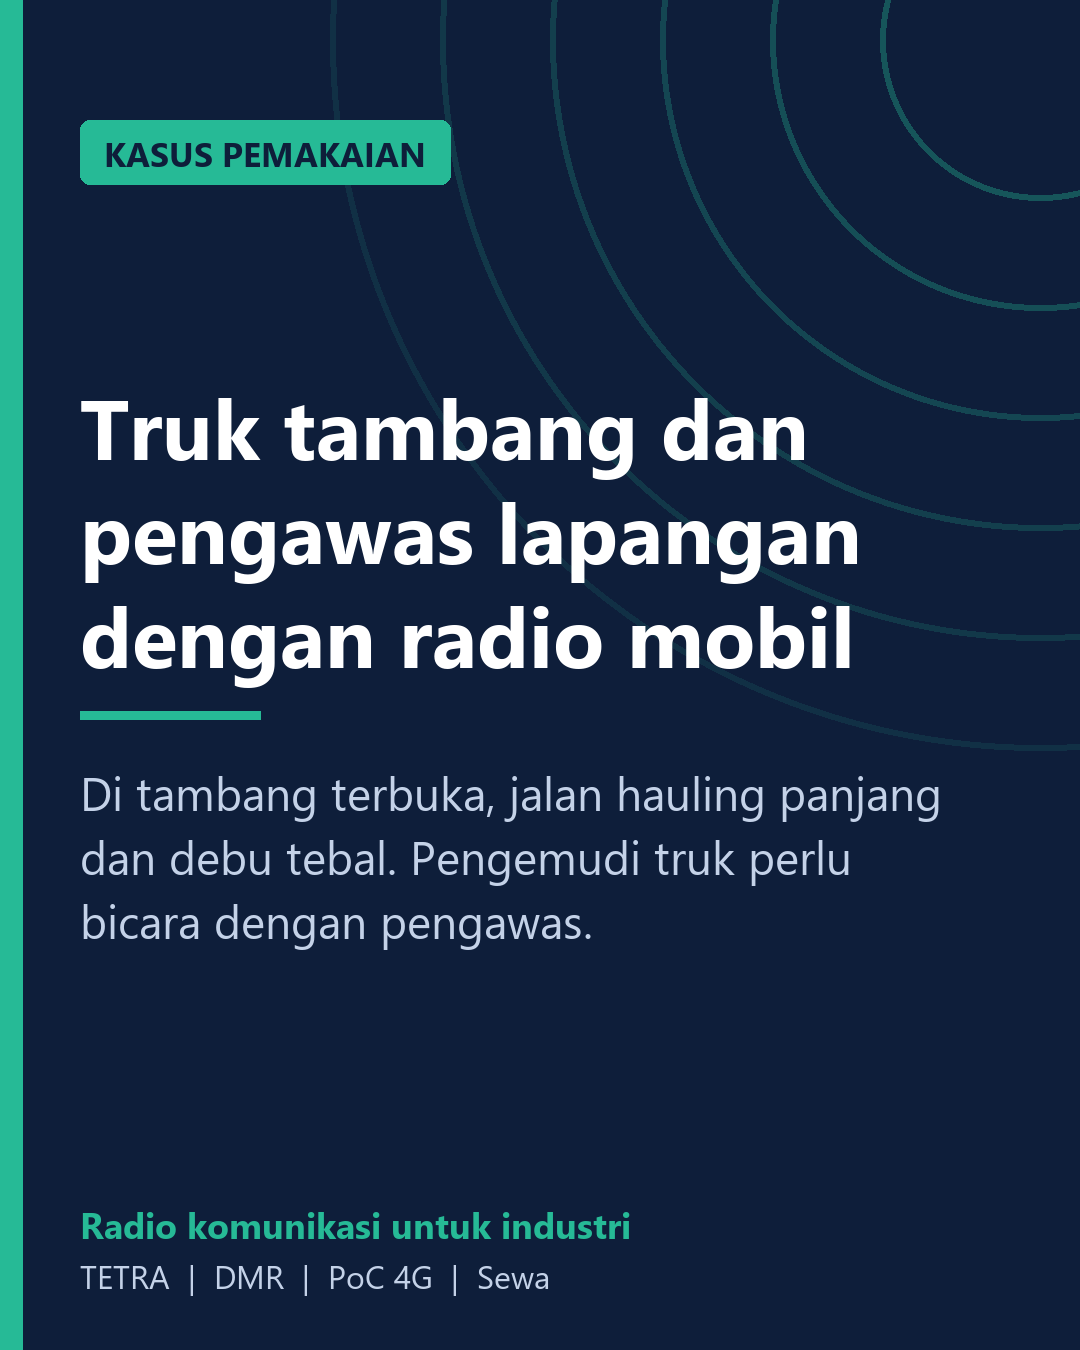 KASUS PEMAKAIAN
Truk tambang dan
pengawas lapangan
dengan radio mobil
Di tambang terbuka, jalan hauling panjang
dan debu tebal. Pengemudi truk perlu
bicara dengan pengawas.
Radio komunikasi untuk industri
TETRA | DMR | PoC 4G | Sewa